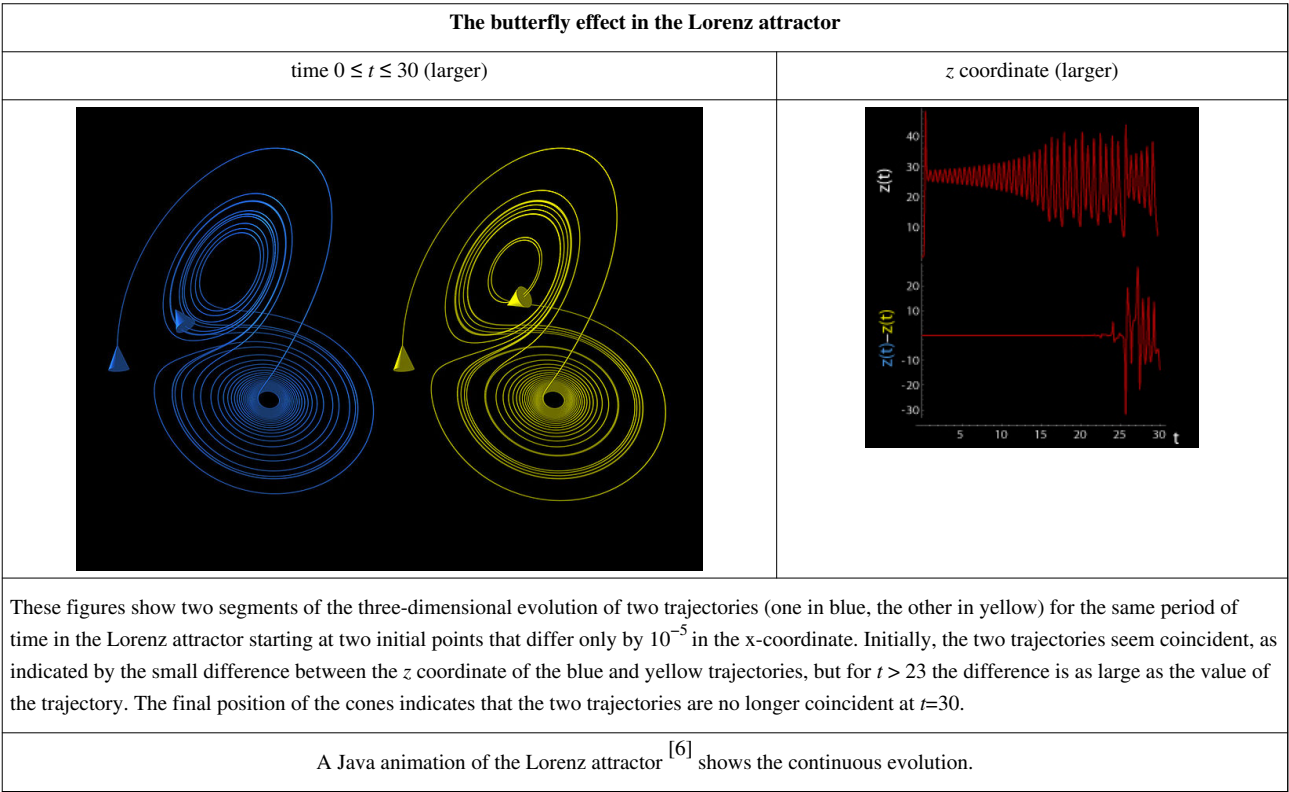 The butterfly effect in the Lorenz attractor
time 0 ≤ t ≤ 30 (larger)
z coordinate (larger)
z(t)
40
30
20
10
z(t)-z(t)
20
10
-10
-20
-30
5 10 15 20 25 30 t
These figures show two segments of the three-dimensional evolution of two trajectories (one in blue, the other in yellow) for the same period of
time in the Lorenz attractor starting at two initial points that differ only by 10⁻⁵ in the x-coordinate. Initially, the two trajectories seem coincident, as
indicated by the small difference between the z coordinate of the blue and yellow trajectories, but for t > 23 the difference is as large as the value of
the trajectory. The final position of the cones indicates that the two trajectories are no longer coincident at t=30.
A Java animation of the Lorenz attractor [6] shows the continuous evolution.